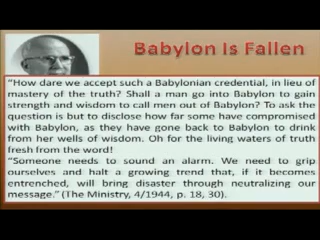 Babylon Is Fallen
“How dare we accept such a Babylonian credential, in lieu of
mastery of the truth? Shall a man go into Babylon to gain
strength and wisdom to call men out of Babylon? To ask the
question is but to disclose how far some have compromised
with Babylon, as they have gone back to Babylon to drink
from her wells of wisdom. Oh for the living waters of truth
fresh from the word!
“Someone needs to sound an alarm. We need to grip
ourselves and halt a growing trend that, if it becomes
entrenched, will bring disaster through neutralizing our
message.” (The Ministry, 4/1944, p. 18, 30).